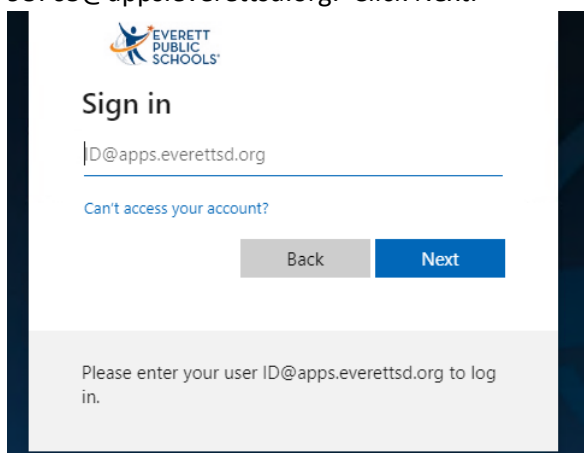 EVERETT
PUBLIC
SCHOOLS
Sign in
ID@apps.everettsd.org
Can't access your account?
Back Next
Please enter your user ID@apps.everettsd.org to log
in.